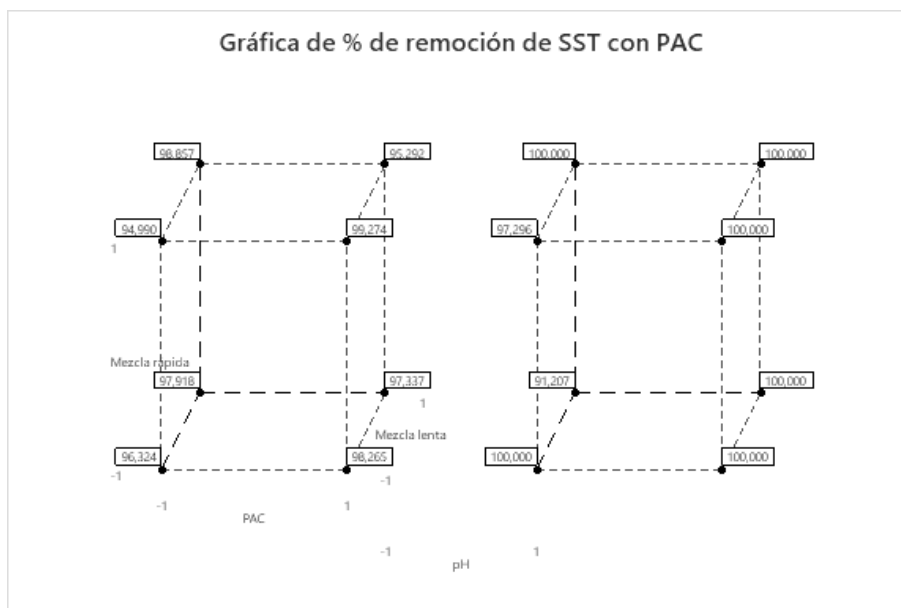 Gráfica de % de remoción de SST con PAC
98,857 95,292 100,000 100,000
94,990 99,274 97,296 100,000
1
Mezcla rápida
97,918 97,337 91,207 100,000
1
Mezcla lenta
96,324 98,265 100,000 100,000
-1 -1
-1 1
PAC
-1 1
pH